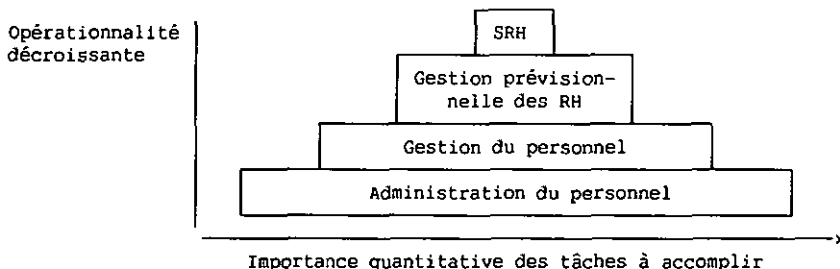 Opérationnalité
décroissante
SRH
Gestion prévision-
nelle des RH
Gestion du personnel
Administration du personnel
Importance quantitative des tâches à accomplir